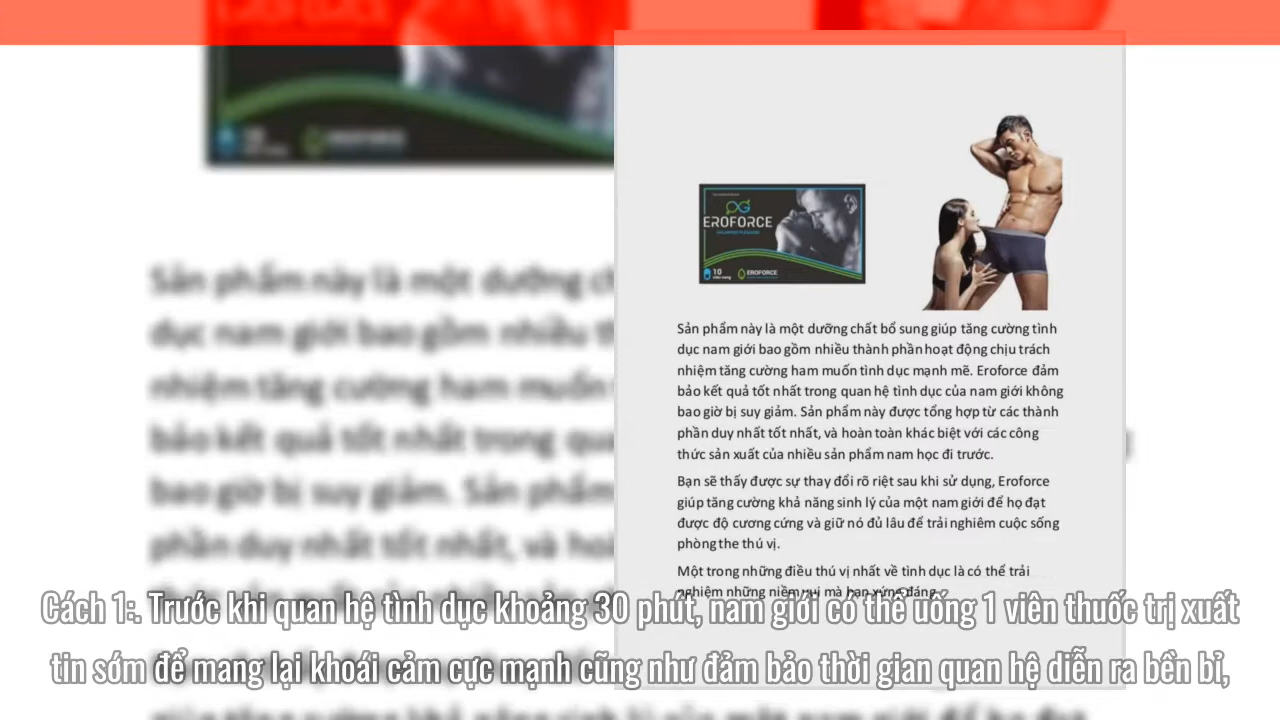 EROFORCE
10
EROFORCE
Sản phẩm này là một dưỡng chất bổ sung giúp tăng cường tình
dục nam giới bao gồm nhiều thành phần hoạt động chịu trách
nhiệm tăng cường ham muốn tình dục mạnh mẽ. Eroforce đảm
bảo kết quả tốt nhất trong quan hệ tình dục của nam giới không
bao giờ bị suy giảm. Sản phẩm này được tổng hợp từ các thành
phần duy nhất tốt nhất, và hoàn toàn khác biệt với các công
thức sản xuất của nhiều sản phẩm nam học đi trước.
Bạn sẽ thấy được sự thay đổi rõ riệt sau khi sử dụng, Eroforce
giúp tăng cường khả năng sinh lý của một nam giới để họ đạt
được độ cương cứng và giữ nó đủ lâu để trải nghiêm cuộc sống
phòng the thú vị.
Một trong những điều thú vị nhất về tình dục là có thể trải
nghiệm những niềm vui mà bạn xứng đáng
Cách 1:. Trước khi quan hệ tình dục khoảng 30 phút, nam giới có thể uống 1 viên thuốc trị xuất
tin sớm để mang lại khoái cảm cực mạnh cũng như đảm bảo thời gian quan hệ diễn ra bền bỉ,